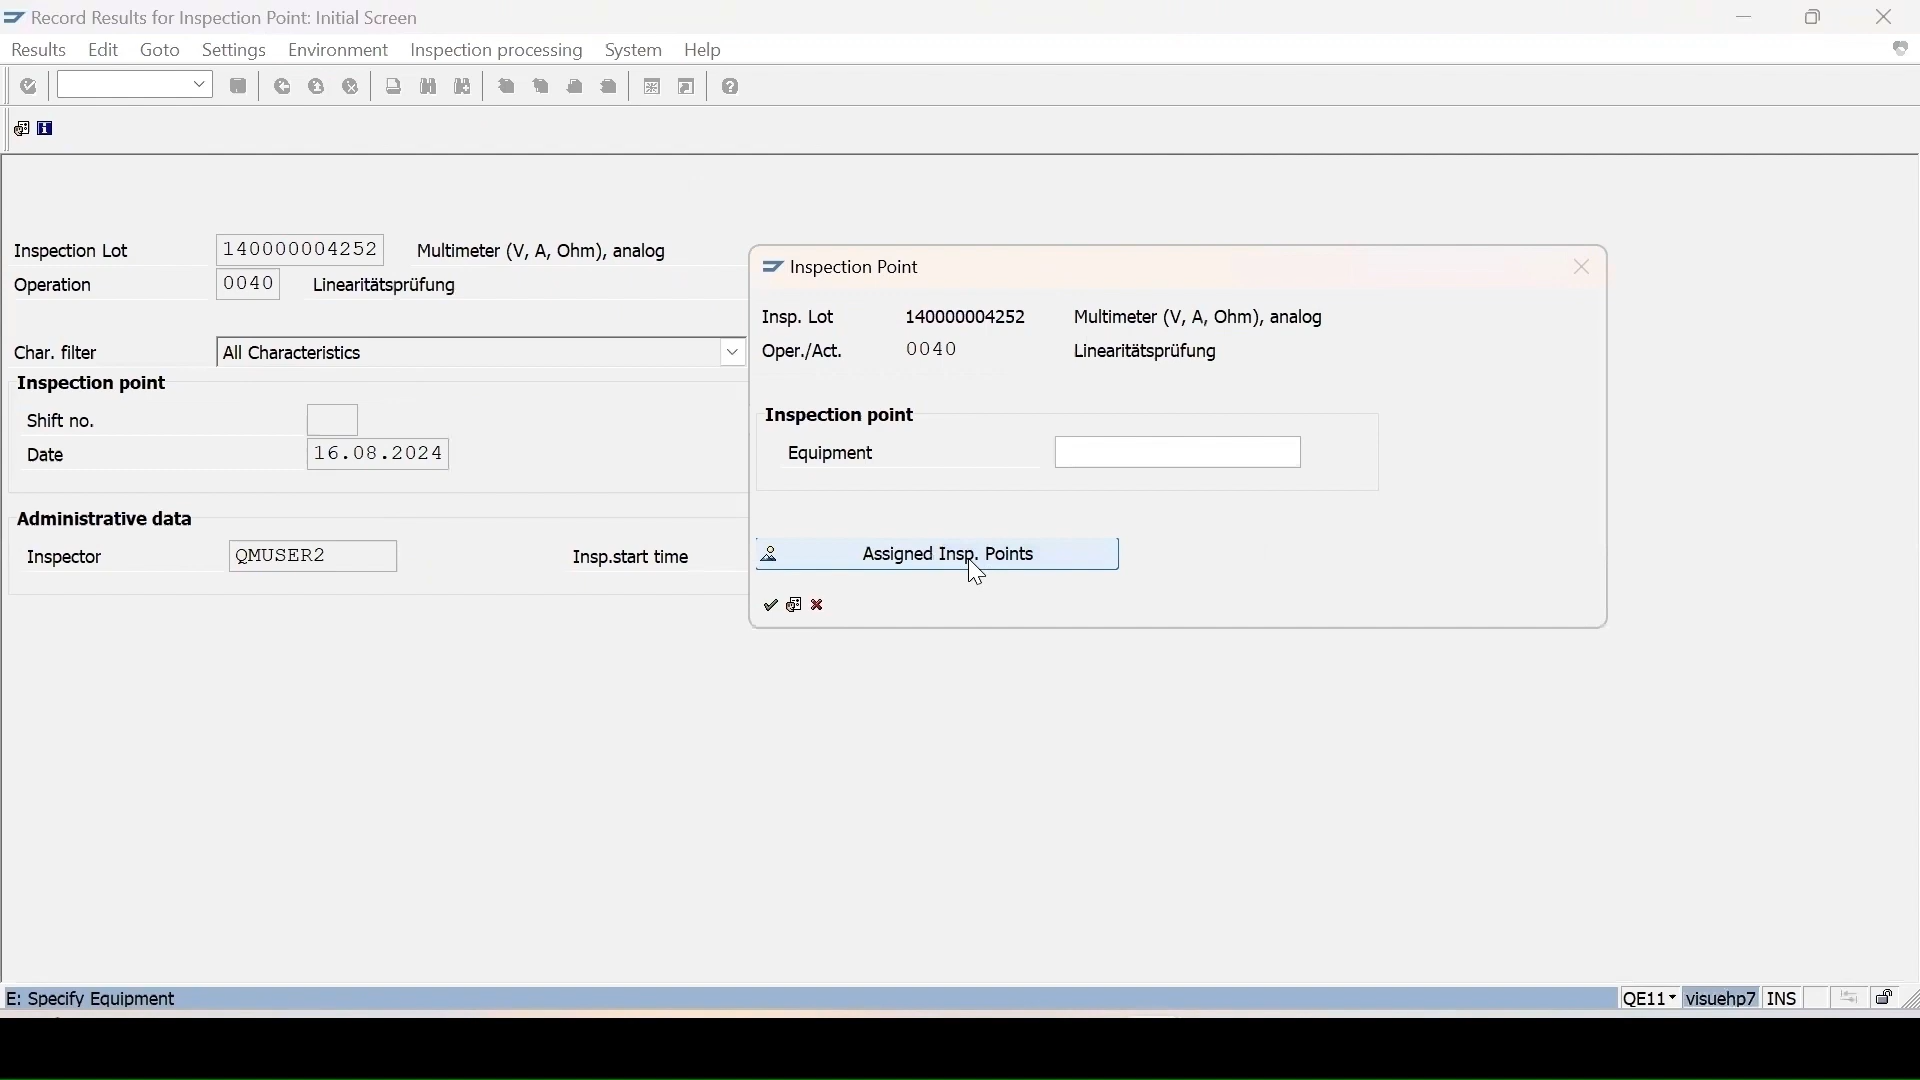 Record Results for Inspection Point: Initial Screen
Results Edit Goto Settings Environment Inspection processing System Help
Inspection Lot 140000004252 Multimeter (V, A, Ohm), analog
Operation 0040 Linearitätsprüfung
Char. filter All Characteristics
Inspection point
Shift no.
Date 16.08.2024
Administrative data
Inspector QMUSER2 Insp.start time
Inspection Point
Insp. Lot 140000004252 Multimeter (V, A, Ohm), analog
Oper./Act. 0040 Linearitätsprüfung
Inspection point
Equipment
Assigned Insp. Points
E: Specify Equipment QE11 visuehp7 INS